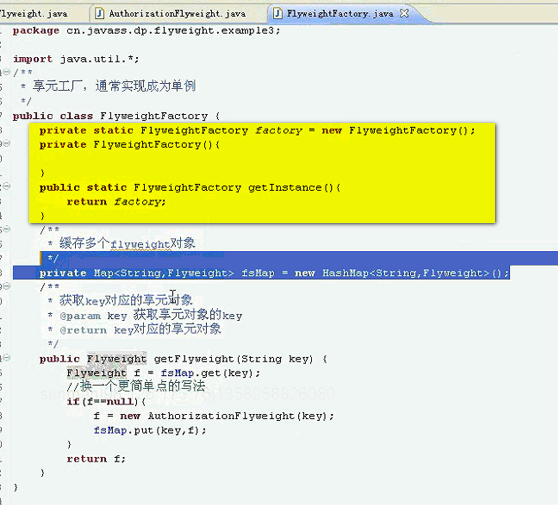 lyweight.java
AuthorizationFlyweight.java
FlyweightFactory.java
package cn.javass.dp.flyweight.example3;
import java.util.*;
/**
* 享元工厂，通常实现成为单例
*/
public class FlyweightFactory {
private static FlyweightFactory factory = new FlyweightFactory();
private FlyweightFactory(){
}
public static FlyweightFactory getInstance(){
return factory;
}
/**
* 缓存多个flyweight对象
*/
private Map<String,Flyweight> fsMap = new HashMap<String,Flyweight>();
/**
* 获取key对应的享元对象
* @param key 获取享元对象的key
* @return key对应的享元对象
*/
public Flyweight getFlyweight(String key) {
Flyweight f = fsMap.get(key);
//换一个更简单点的写法
if(f==null){
f = new AuthorizationFlyweight(key);
fsMap.put(key,f);
}
return f;
}
}